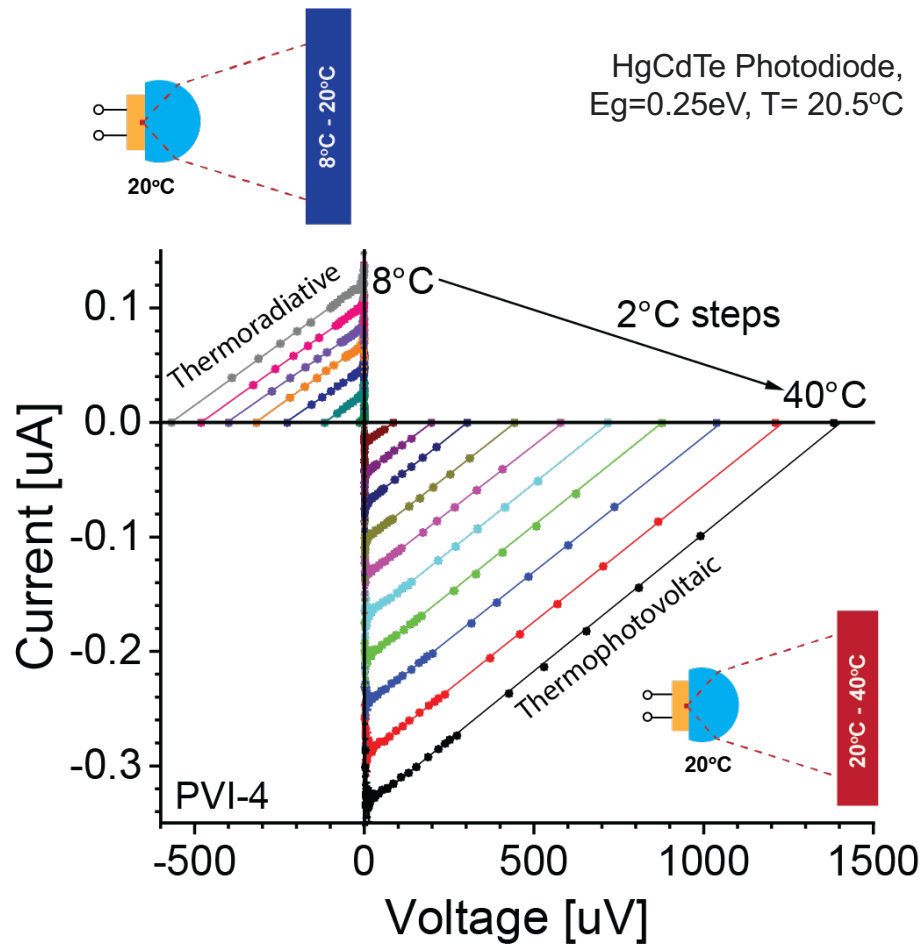 8°C - 20°C
20°C
HgCdTe Photodiode,
Eg=0.25eV, T= 20.5°C
Thermoradiative
8°C
2°C steps
40°C
0.1
0.0
-0.1
-0.2
-0.3
Current [uA]
Thermophotovoltaic
20°C - 40°C
20°C
PVI-4
-500
0
500
1000
1500
Voltage [uV]